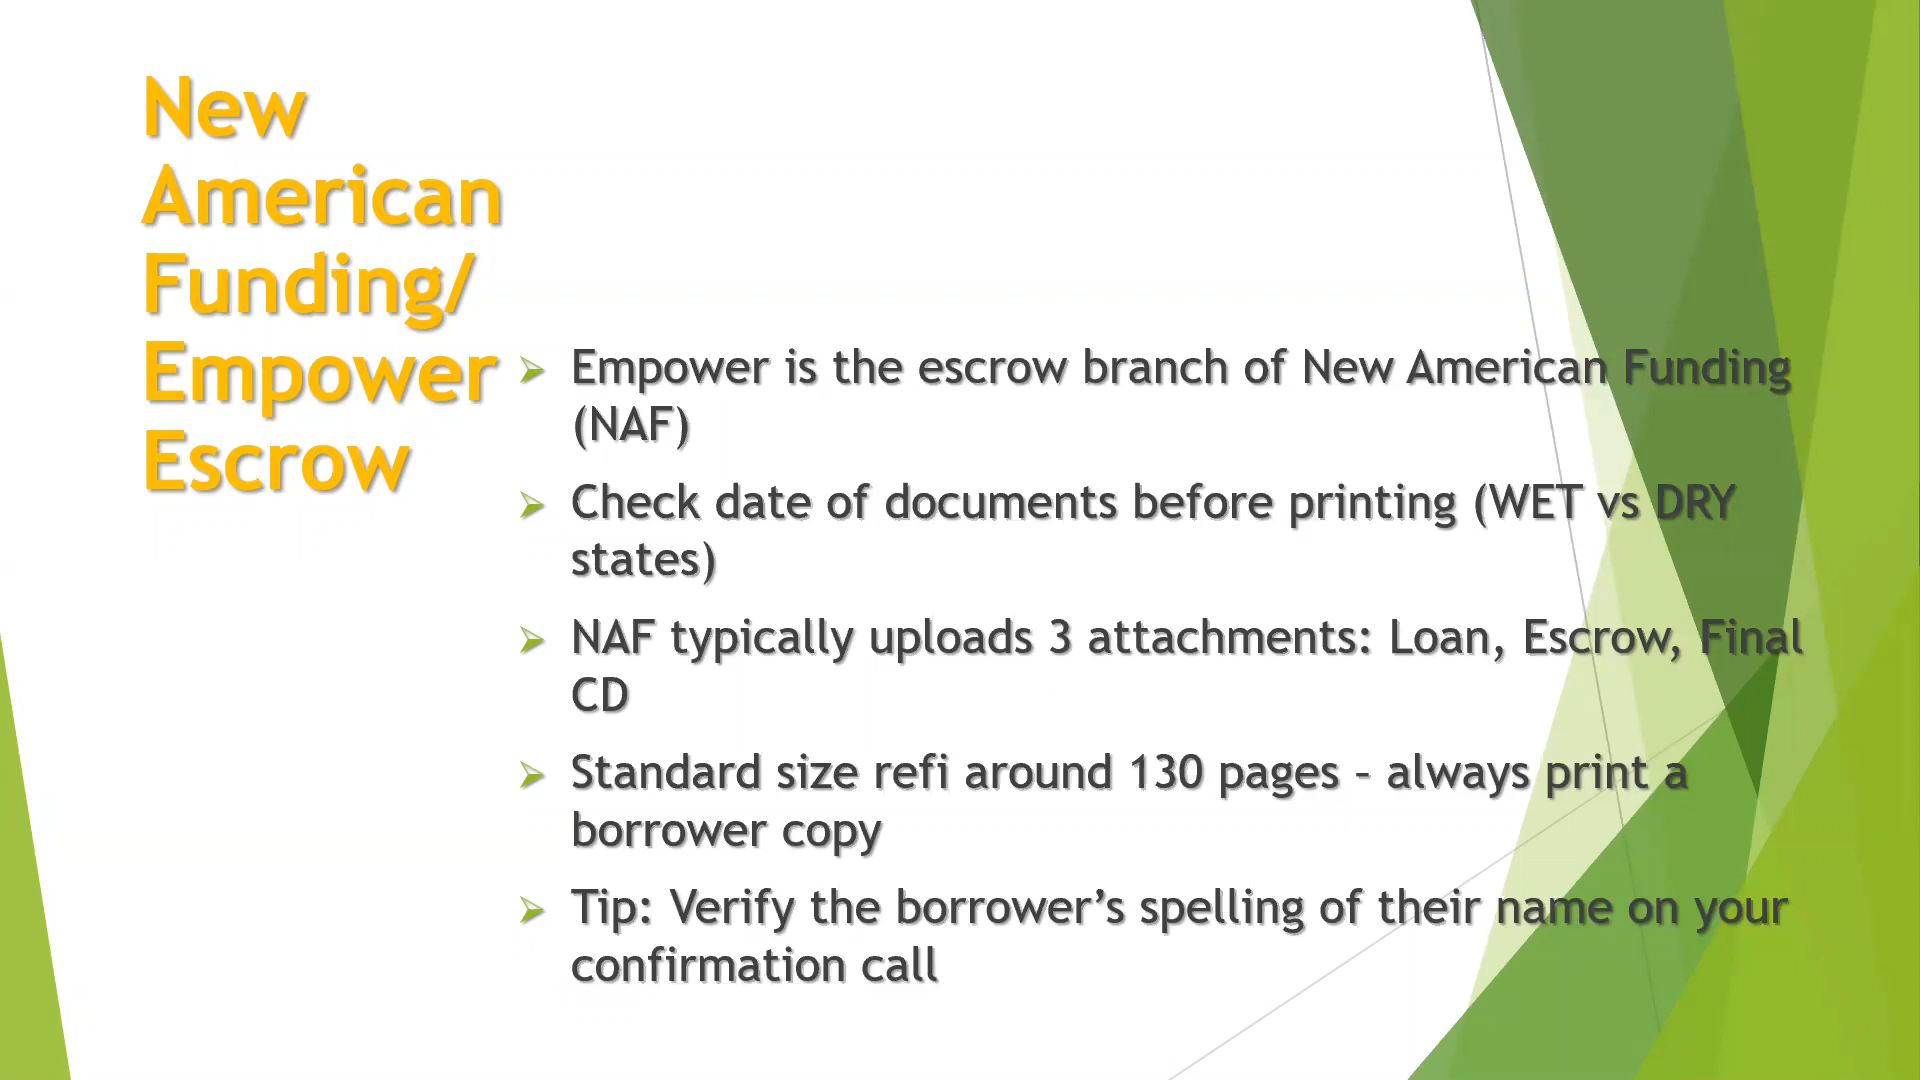 New
American
Funding/
Empower
Escrow
Empower is the escrow branch of New American Funding
(NAF)
Check date of documents before printing (WET vs DRY
states)
NAF typically uploads 3 attachments: Loan, Escrow, Final
CD
Standard size refi around 130 pages – always print a
borrower copy
Tip: Verify the borrower’s spelling of their name on your
confirmation call